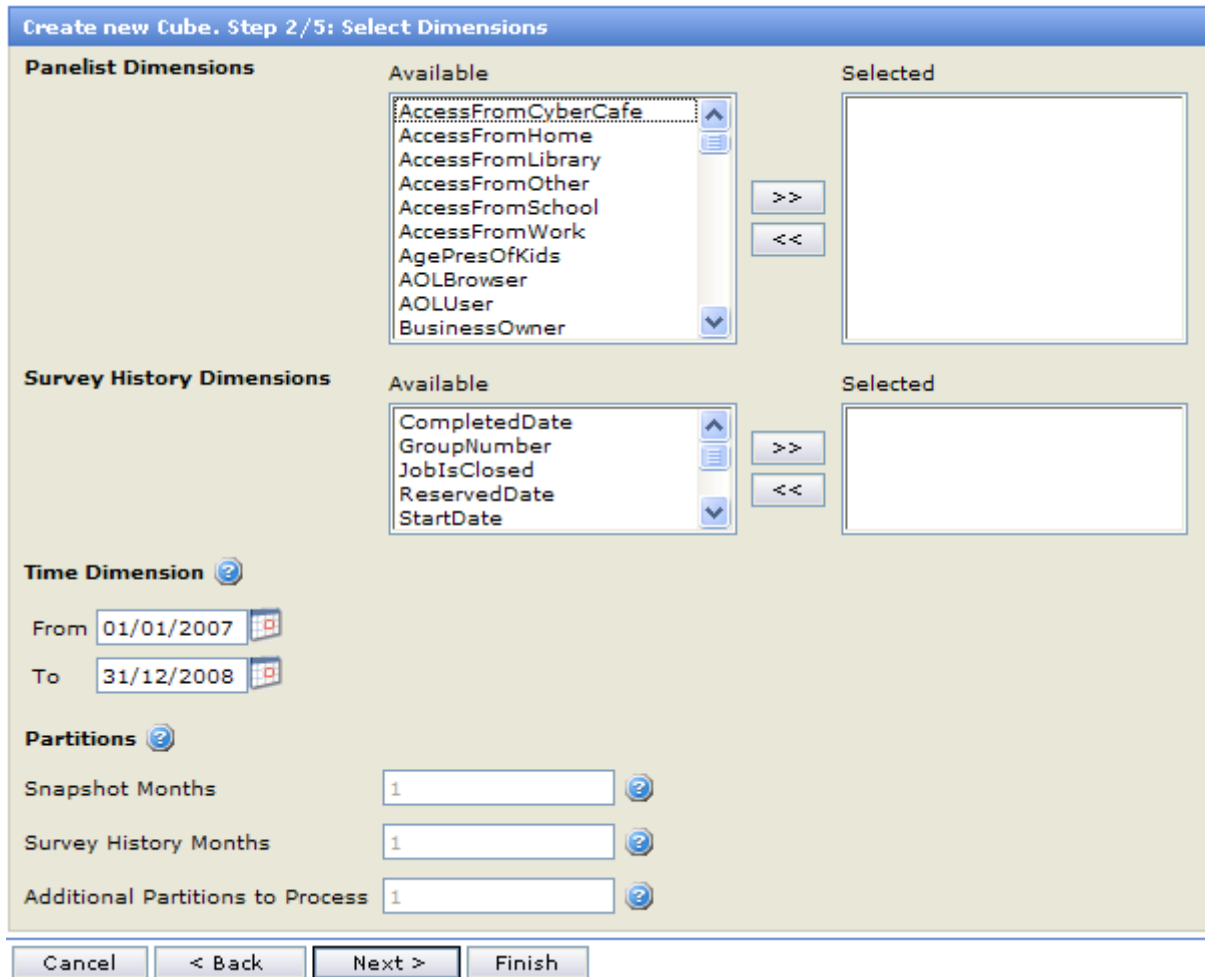 Create new Cube. Step 2/5: Select Dimensions
Panelist Dimensions
Available
Selected
AccessFromCyberCafe
AccessFromHome
AccessFromLibrary
AccessFromOther
AccessFromSchool
AccessFromWork
AgePresOfKids
AOLBrowser
AOLUser
BusinessOwner
>>
<<
Survey History Dimensions
Available
Selected
CompletedDate
GroupNumber
JobIsClosed
ReservedDate
StartDate
>>
<<
Time Dimension ?
From 01/01/2007
To 31/12/2008
Partitions ?
Snapshot Months 1 ?
Survey History Months 1 ?
Additional Partitions to Process 1 ?
Cancel < Back Next > Finish